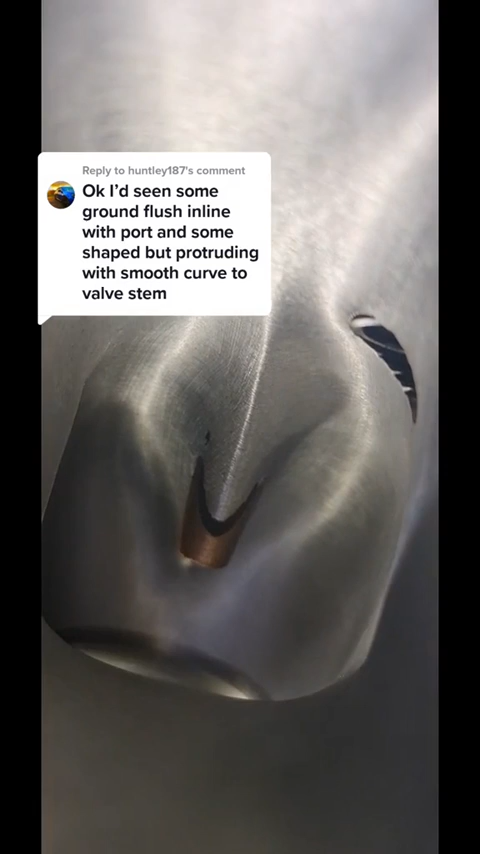 Reply to huntley187's comment
Ok I’d seen some
ground flush inline
with port and some
shaped but protruding
with smooth curve to
valve stem